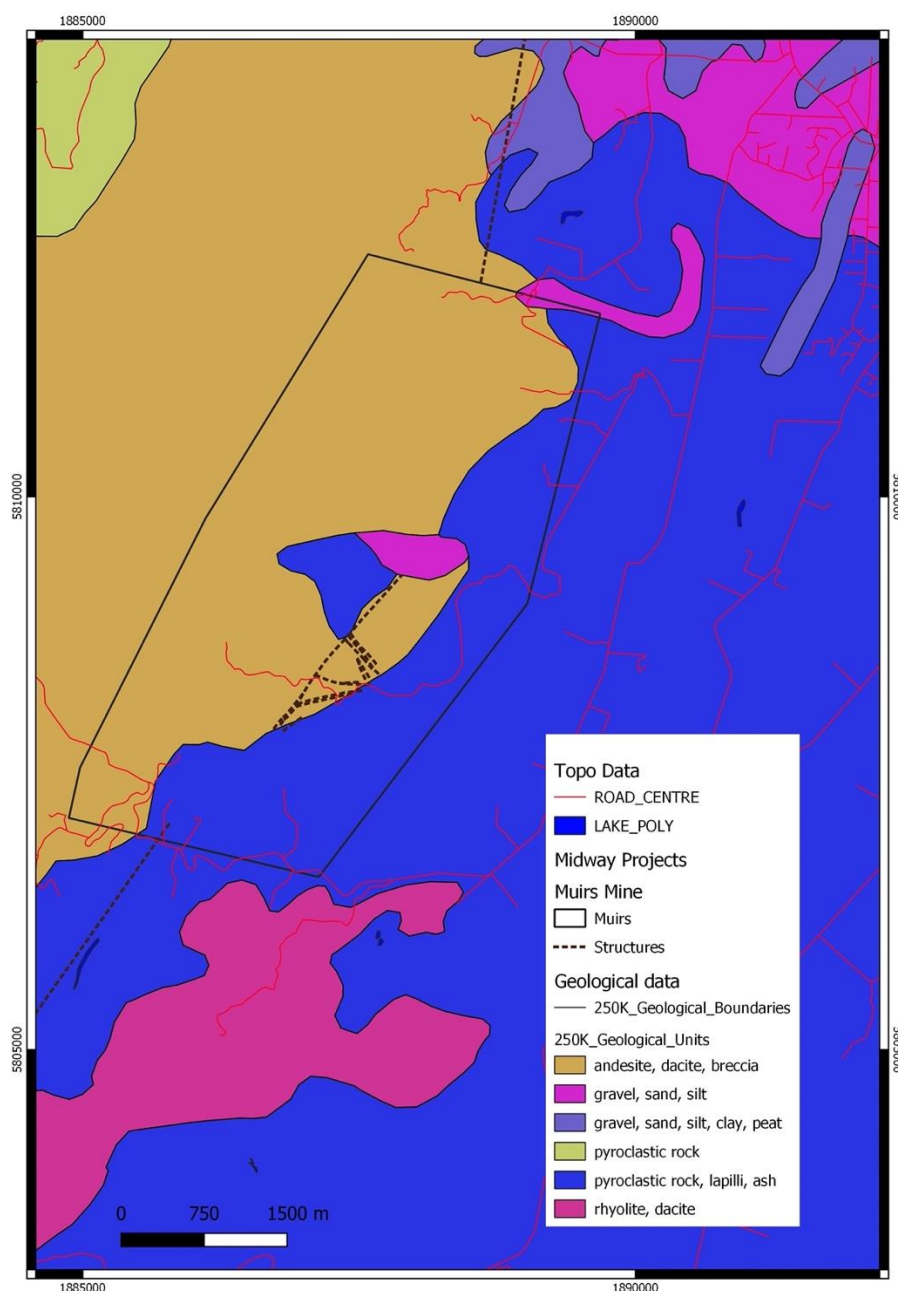 1885000
1890000
5810000
5810000
5805000
5805000
Topo Data
ROAD_CENTRE
LAKE_POLY
Midway Projects
Muirs Mine
Muirs
Structures
Geological data
250K_Geological_Boundaries
250K_Geological_Units
andesite, dacite, breccia
gravel, sand, silt
gravel, sand, silt, clay, peat
pyroclastic rock
pyroclastic rock, lapilli, ash
rhyolite, dacite
0 750 1500 m
1885000
1890000